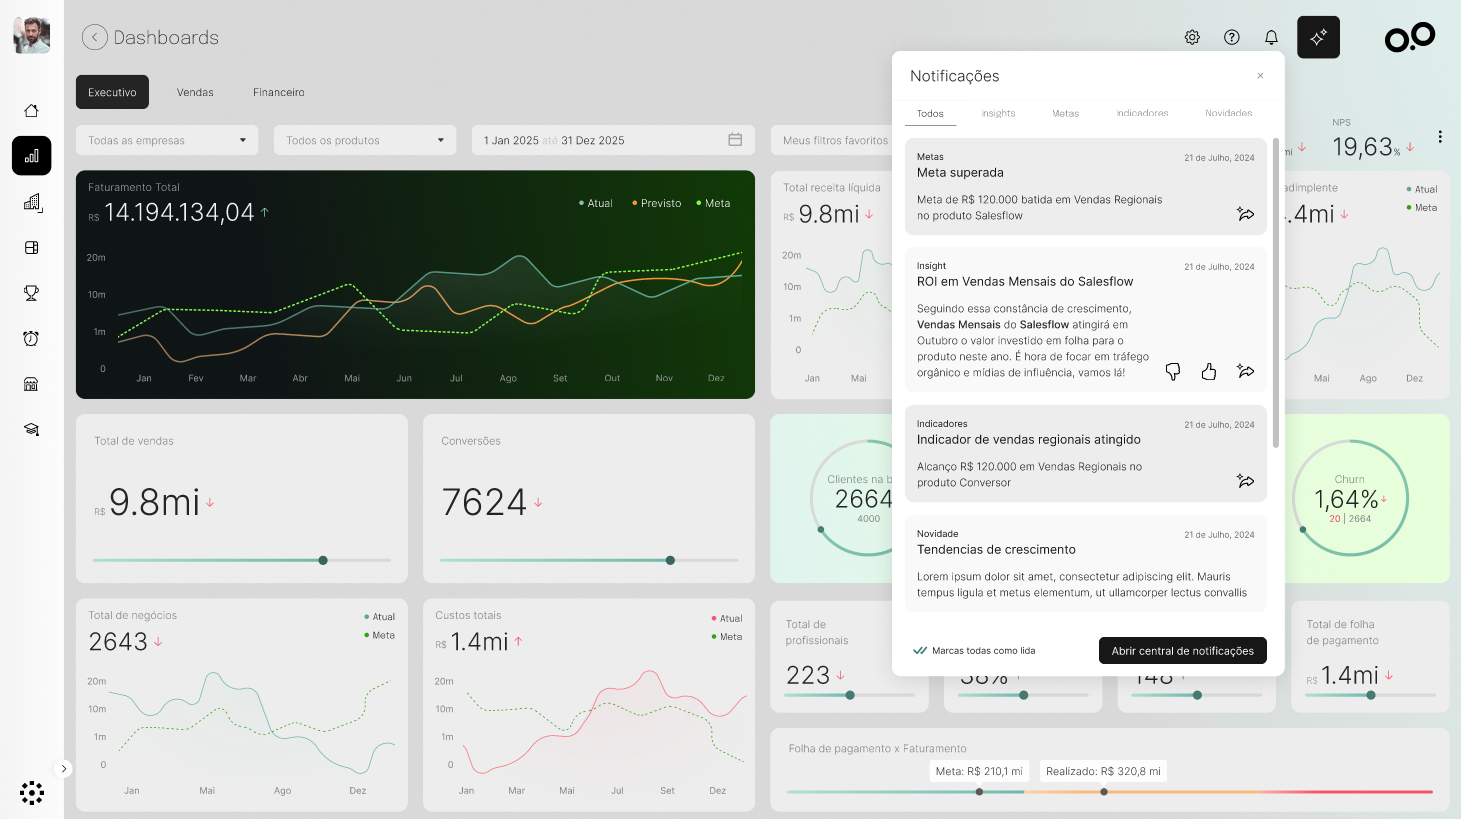 Dashboards
Executivo
Vendas
Financeiro
Todas as empresas
Todos os produtos
1 Jan 2025 até 31 Dez 2025
Meus filtros favoritos
NPS
mi
19,63%
Faturamento Total
R$ 14.194.134,04
Atual
Previsto
Meta
20m
10m
1m
0
Jan
Fev
Mar
Abr
Mai
Jun
Jul
Ago
Set
Out
Nov
Dez
Total receita líquida
R$ 9.8mi
20m
10m
1m
0
Jan
Mai
adimplente
.4mi
Atual
Meta
Mai
Ago
Dez
Total de vendas
R$ 9.8mi
Conversões
7624
Clientes na b
2664
4000
Churn
1,64%
20 | 2664
Total de negócios
2643
Atual
Meta
20m
10m
1m
0
Jan
Mai
Ago
Dez
Custos totais
R$ 1.4mi
Atual
Meta
20m
10m
1m
0
Jan
Mar
Mai
Jul
Set
Dez
Total de
profissionais
223
58%
148
Total de folha
de pagamento
R$ 1.4mi
Folha de pagamento x Faturamento
Meta: R$ 210,1 mi
Realizado: R$ 320,8 mi
Notificações
×
Todos
Insights
Metas
Indicadores
Novidades
Metas
21 de Julho, 2024
Meta superada
Meta de R$ 120.000 batida em Vendas Regionais
no produto Salesflow
Insight
21 de Julho, 2024
ROI em Vendas Mensais do Salesflow
Seguindo essa constância de crescimento,
Vendas Mensais do Salesflow atingirá em
Outubro o valor investido em folha para o
produto neste ano. É hora de focar em tráfego
orgânico e mídias de influência, vamos lá!
Indicadores
21 de Julho, 2024
Indicador de vendas regionais atingido
Alcanço R$ 120.000 em Vendas Regionais no
produto Conversor
Novidade
21 de Julho, 2024
Tendencias de crescimento
Lorem ipsum dolor sit amet, consectetur adipiscing elit. Mauris
tempus ligula et metus elementum, ut ullamcorper lectus convallis
Marcas todas como lida
Abrir central de notificações